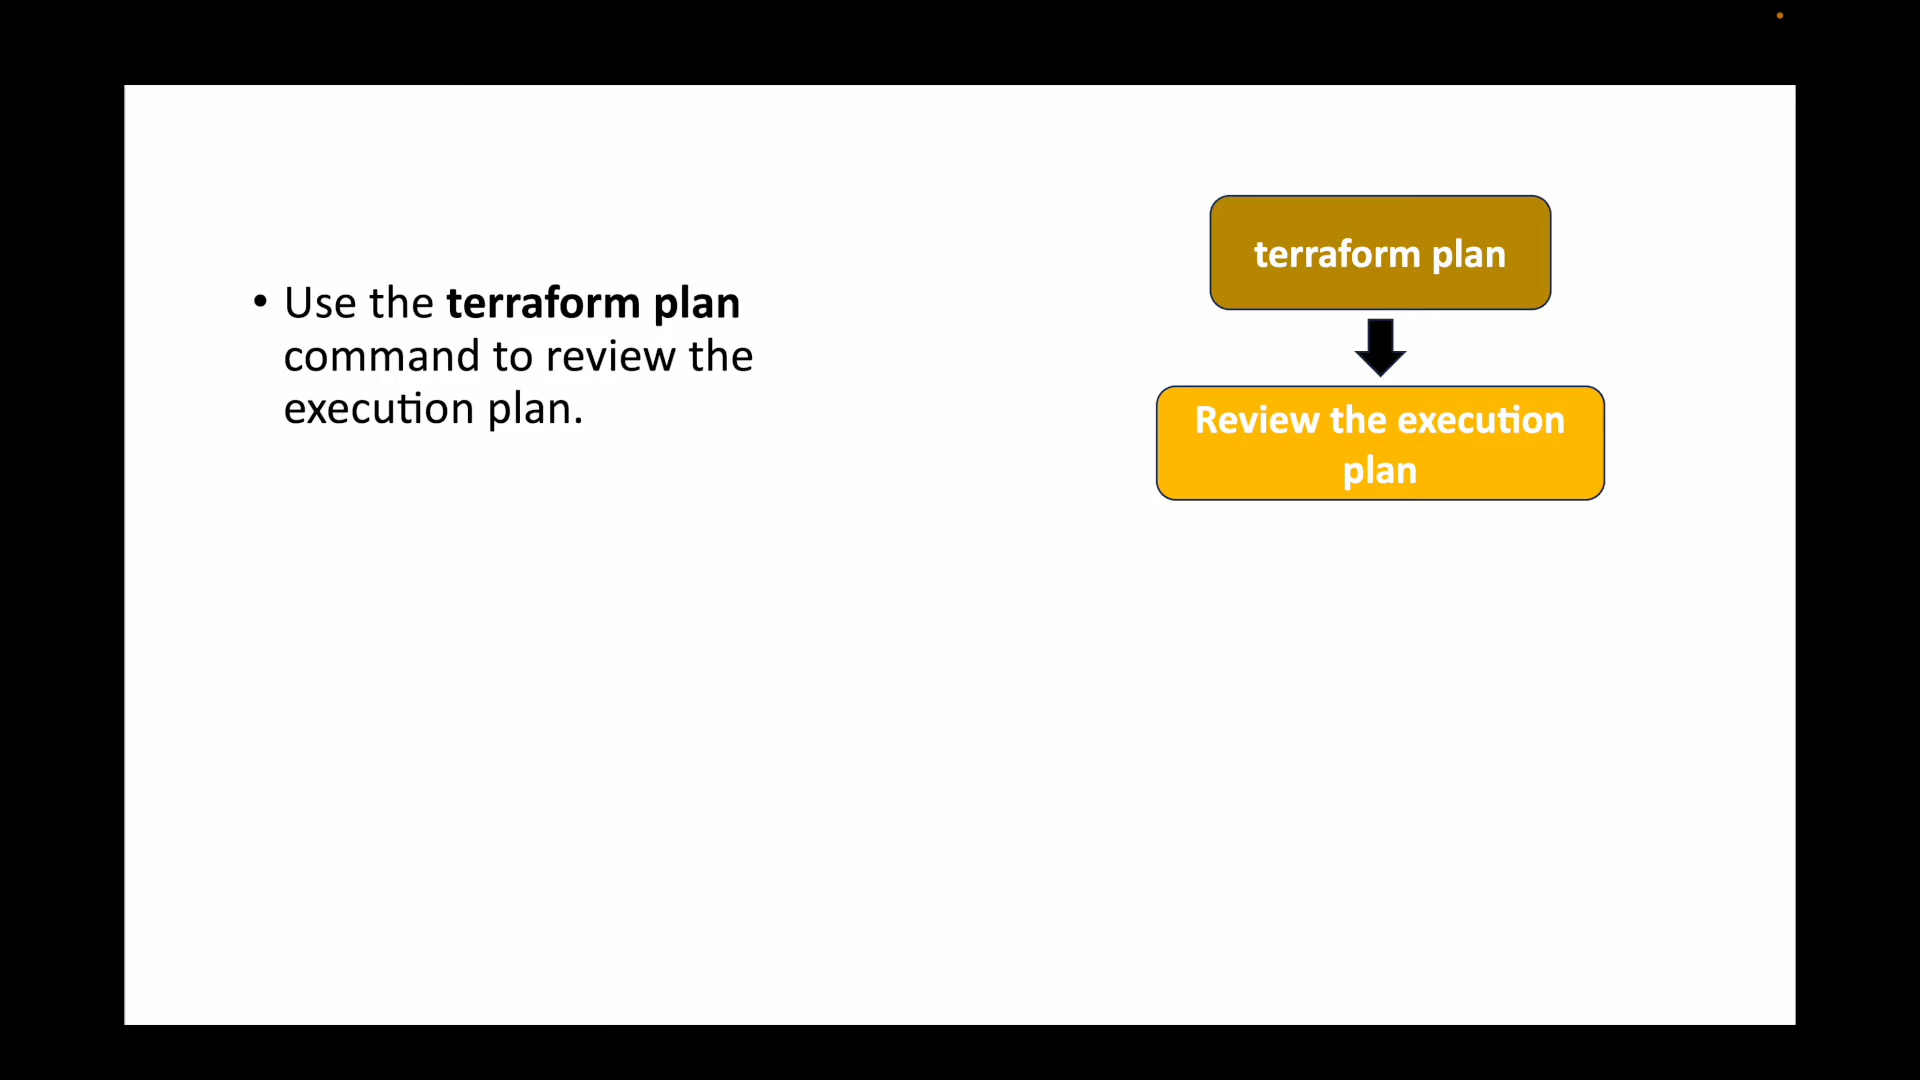 • Use the terraform plan
command to review the
execution plan.
terraform plan
Review the execution
plan